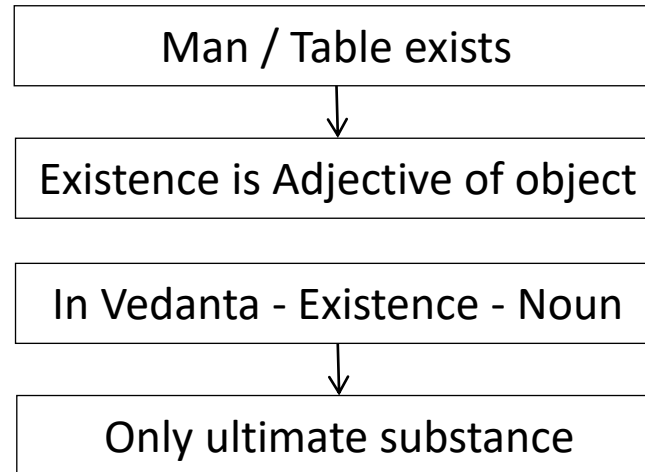 Man / Table exists
Existence is Adjective of object
In Vedanta - Existence - Noun
Only ultimate substance